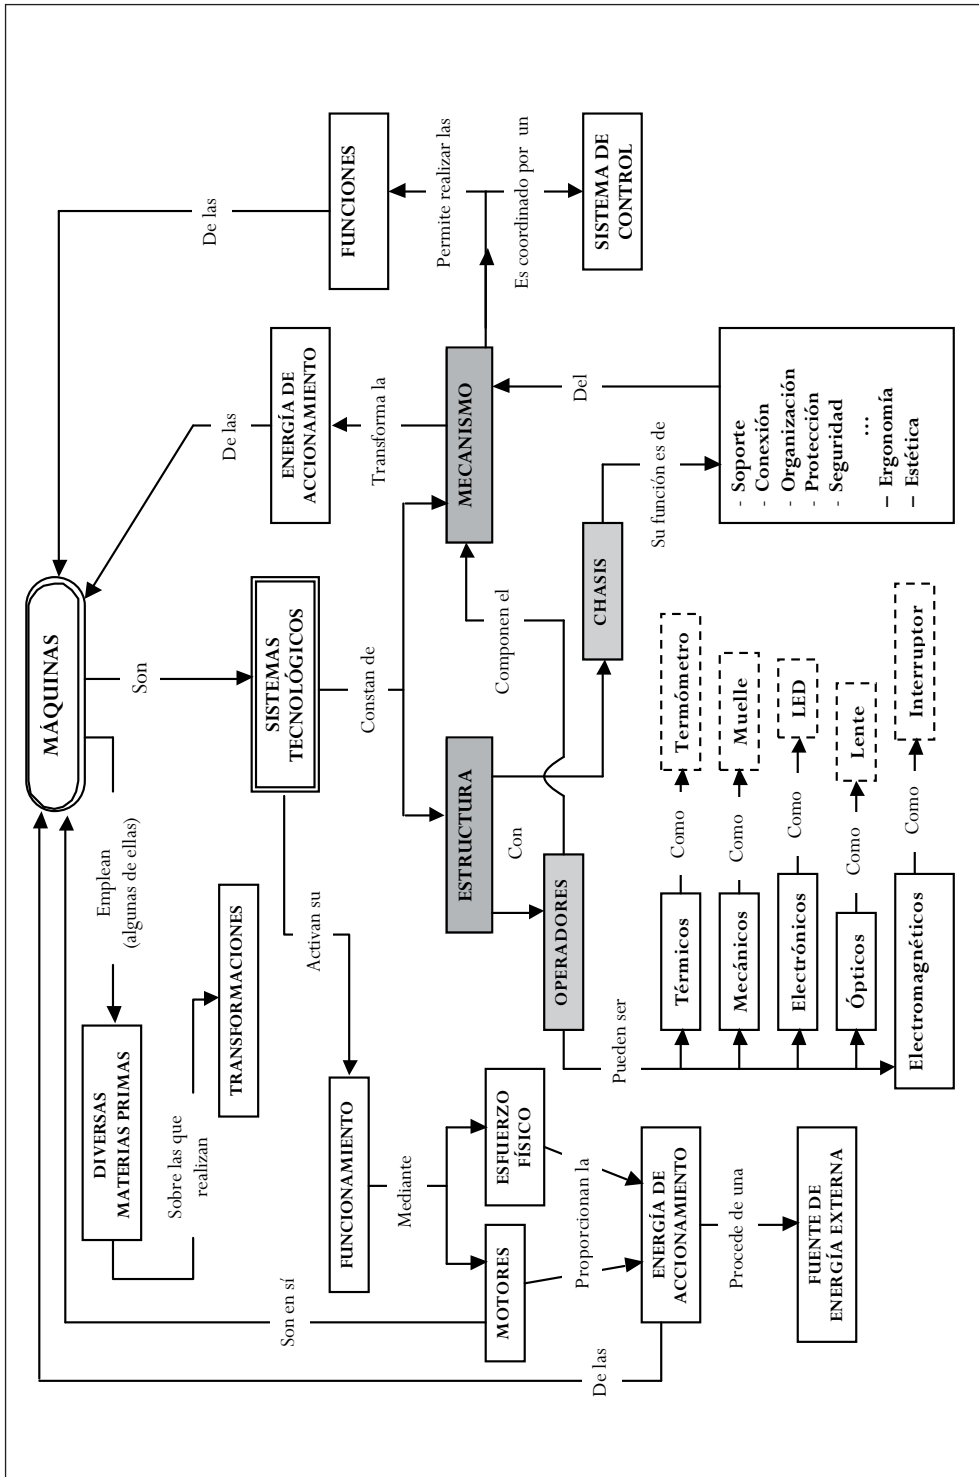 MÁQUINAS
Emplean
(algunas de ellas)
Son
De las
De las
DIVERSAS
MATERIAS PRIMAS
Sobre las que
realizan
TRANSFORMACIONES
SISTEMAS
TECNOLÓGICOS
ENERGÍA DE
ACCIONAMIENTO
FUNCIONES
Son en sí
Activan su
Constan de
Transforma la
Permite realizar las
FUNCIONAMIENTO
Mediante
ESTRUCTURA
MECANISMO
Con
Componen el
Es coordinado por un
MOTORES
ESFUERZO
FÍSICO
OPERADORES
CHASIS
Del
SISTEMA DE
CONTROL
De las
Proporcionan la
Pueden ser
Su función es de
ENERGÍA DE
ACCIONAMIENTO
Térmicos
Como
Termómetro
Mecánicos
Como
Muelle
Electrónicos
Como
LED
Ópticos
Como
Lente
Electromagnéticos
Como
Interruptor
- Soporte
- Conexión
- Organización
- Protección
- Seguridad
...
– Ergonomía
– Estética
Procede de una
FUENTE DE
ENERGÍA EXTERNA